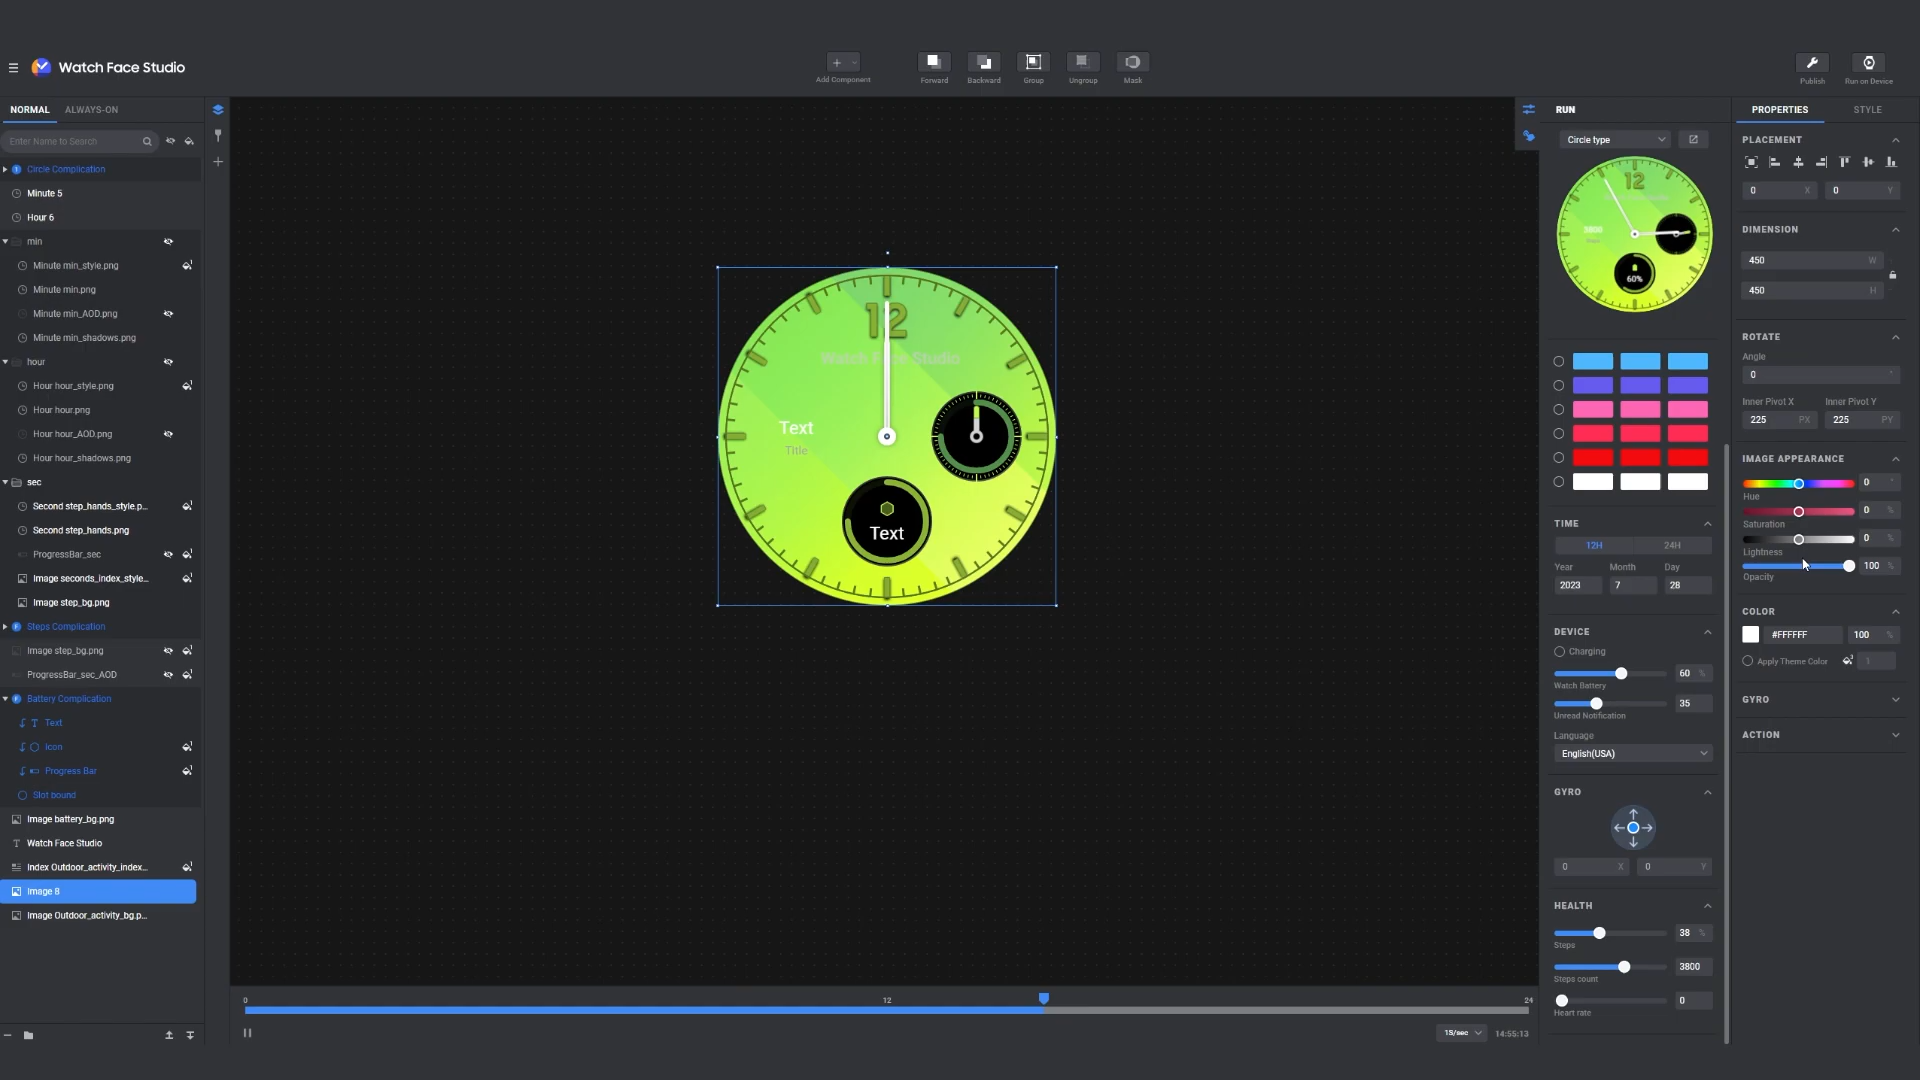 Watch Face Studio
Add Component
Forward
Backward
Group
Ungroup
Mask
Publish
Run on Device
NORMAL
ALWAYS-ON
Enter Name to Search
Circle Complication
Minute 5
Hour 6
min
Minute min_style.png
Minute min.png
Minute min_AOD.png
Minute min_shadows.png
hour
Hour hour_style.png
Hour hour.png
Hour hour_AOD.png
Hour hour_shadows.png
sec
Second step_hands_style.p...
Second step_hands.png
ProgressBar_sec
Image seconds_index_style...
Image step_bg.png
Steps Complication
Image step_bg.png
ProgressBar_sec_AOD
Battery Complication
Text
Icon
Progress Bar
Slot bound
Image battery_bg.png
Watch Face Studio
Index Outdoor_activity_index...
Image 8
Image Outdoor_activity_bg.p...
12
Watch Face Studio
Text
Title
Text
0
12
24
1S/sec
14:55:13
RUN
Circle type
12
3800
60%
TIME
12H
24H
Year
Month
Day
2023
7
28
DEVICE
Charging
60 %
Watch Battery
35
Unread Notification
Language
English(USA)
GYRO
0 X
0 Y
HEALTH
38 %
Steps
3800
Steps count
0
Heart rate
PROPERTIES
STYLE
PLACEMENT
0 X
0 Y
DIMENSION
450 W
450 H
ROTATE
Angle
0 °
Inner Pivot X
Inner Pivot Y
225 PX
225 PY
IMAGE APPEARANCE
0 °
Hue
0 %
Saturation
0 %
Lightness
100 %
Opacity
COLOR
#FFFFFF
100 %
Apply Theme Color
1
GYRO
ACTION